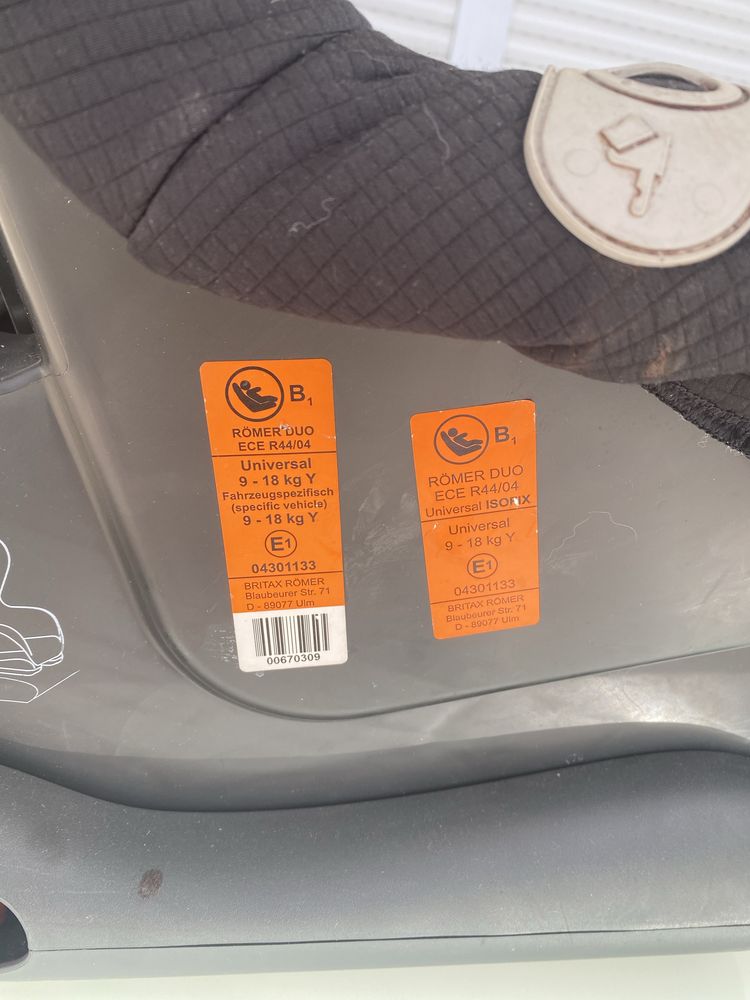 B1
RÖMER DUO
ECE R44/04
Universal
9 - 18 kg Y
Fahrzeugspezifisch
(specific vehicle)
9 - 18 kg Y
E1
04301133
BRITAX RÖMER
Blaubeurer Str. 71
D - 89077 Ulm
00670309
B1
RÖMER DUO
ECE R44/04
Universal ISOFIX
Universal
9 - 18 kg Y
E1
04301133
BRITAX RÖMER
Blaubeurer Str. 71
D - 89077 Ulm